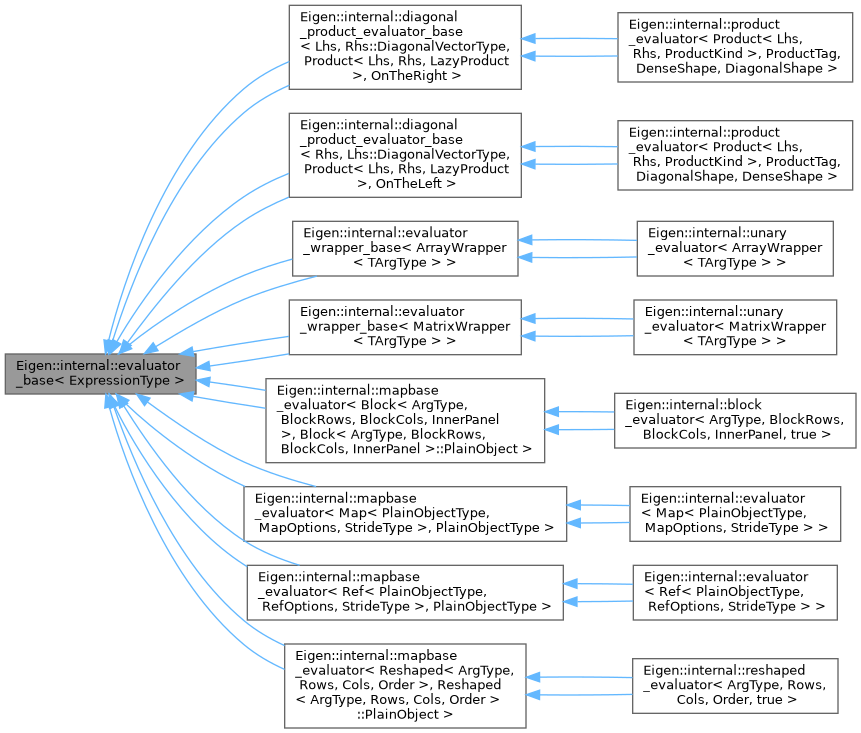 Eigen::internal::evaluator
_base< ExpressionType >
Eigen::internal::diagonal
_product_evaluator_base
< Lhs, Rhs::DiagonalVectorType,
Product< Lhs, Rhs, LazyProduct
>, OnTheRight >
Eigen::internal::product
_evaluator< Product< Lhs,
Rhs, ProductKind >, ProductTag,
DenseShape, DiagonalShape >
Eigen::internal::diagonal
_product_evaluator_base
< Rhs, Lhs::DiagonalVectorType,
Product< Lhs, Rhs, LazyProduct
>, OnTheLeft >
Eigen::internal::product
_evaluator< Product< Lhs,
Rhs, ProductKind >, ProductTag,
DiagonalShape, DenseShape >
Eigen::internal::evaluator
_wrapper_base< ArrayWrapper
< TArgType > >
Eigen::internal::unary
_evaluator< ArrayWrapper
< TArgType > >
Eigen::internal::evaluator
_wrapper_base< MatrixWrapper
< TArgType > >
Eigen::internal::unary
_evaluator< MatrixWrapper
< TArgType > >
Eigen::internal::mapbase
_evaluator< Block< ArgType,
BlockRows, BlockCols, InnerPanel
>, Block< ArgType, BlockRows,
BlockCols, InnerPanel >::PlainObject >
Eigen::internal::block
_evaluator< ArgType, BlockRows,
BlockCols, InnerPanel, true >
Eigen::internal::mapbase
_evaluator< Map< PlainObjectType,
MapOptions, StrideType >, PlainObjectType >
Eigen::internal::evaluator
< Map< PlainObjectType,
MapOptions, StrideType > >
Eigen::internal::mapbase
_evaluator< Ref< PlainObjectType,
RefOptions, StrideType >, PlainObjectType >
Eigen::internal::evaluator
< Ref< PlainObjectType,
RefOptions, StrideType > >
Eigen::internal::mapbase
_evaluator< Reshaped< ArgType,
Rows, Cols, Order >, Reshaped
< ArgType, Rows, Cols, Order >
::PlainObject >
Eigen::internal::reshaped
_evaluator< ArgType, Rows,
Cols, Order, true >